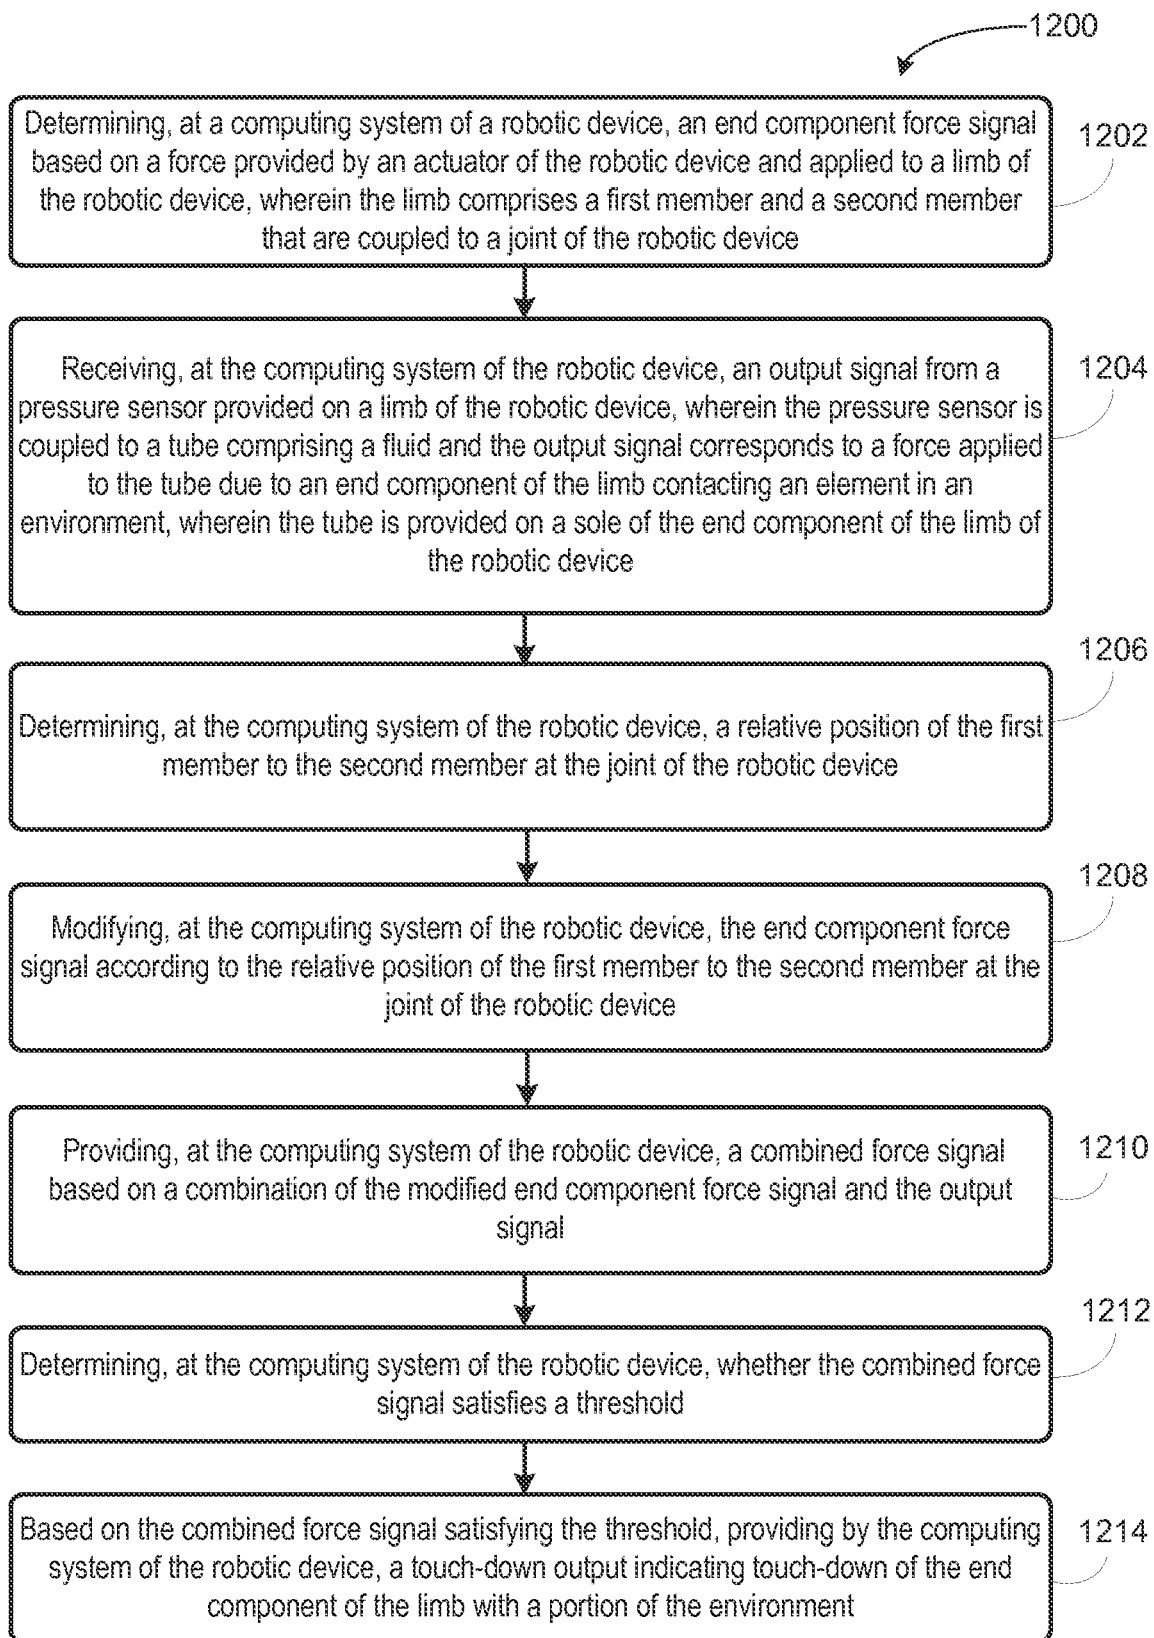 1200
Determining, at a computing system of a robotic device, an end component force signal
based on a force provided by an actuator of the robotic device and applied to a limb of
the robotic device, wherein the limb comprises a first member and a second member
that are coupled to a joint of the robotic device
1202
Receiving, at the computing system of the robotic device, an output signal from a
pressure sensor provided on a limb of the robotic device, wherein the pressure sensor is
coupled to a tube comprising a fluid and the output signal corresponds to a force applied
to the tube due to an end component of the limb contacting an element in an
environment, wherein the tube is provided on a sole of the end component of the limb of
the robotic device
1204
Determining, at the computing system of the robotic device, a relative position of the first
member to the second member at the joint of the robotic device
1206
Modifying, at the computing system of the robotic device, the end component force
signal according to the relative position of the first member to the second member at the
joint of the robotic device
1208
Providing, at the computing system of the robotic device, a combined force signal
based on a combination of the modified end component force signal and the output
signal
1210
Determining, at the computing system of the robotic device, whether the combined force
signal satisfies a threshold
1212
Based on the combined force signal satisfying the threshold, providing by the computing
system of the robotic device, a touch-down output indicating touch-down of the end
component of the limb with a portion of the environment
1214